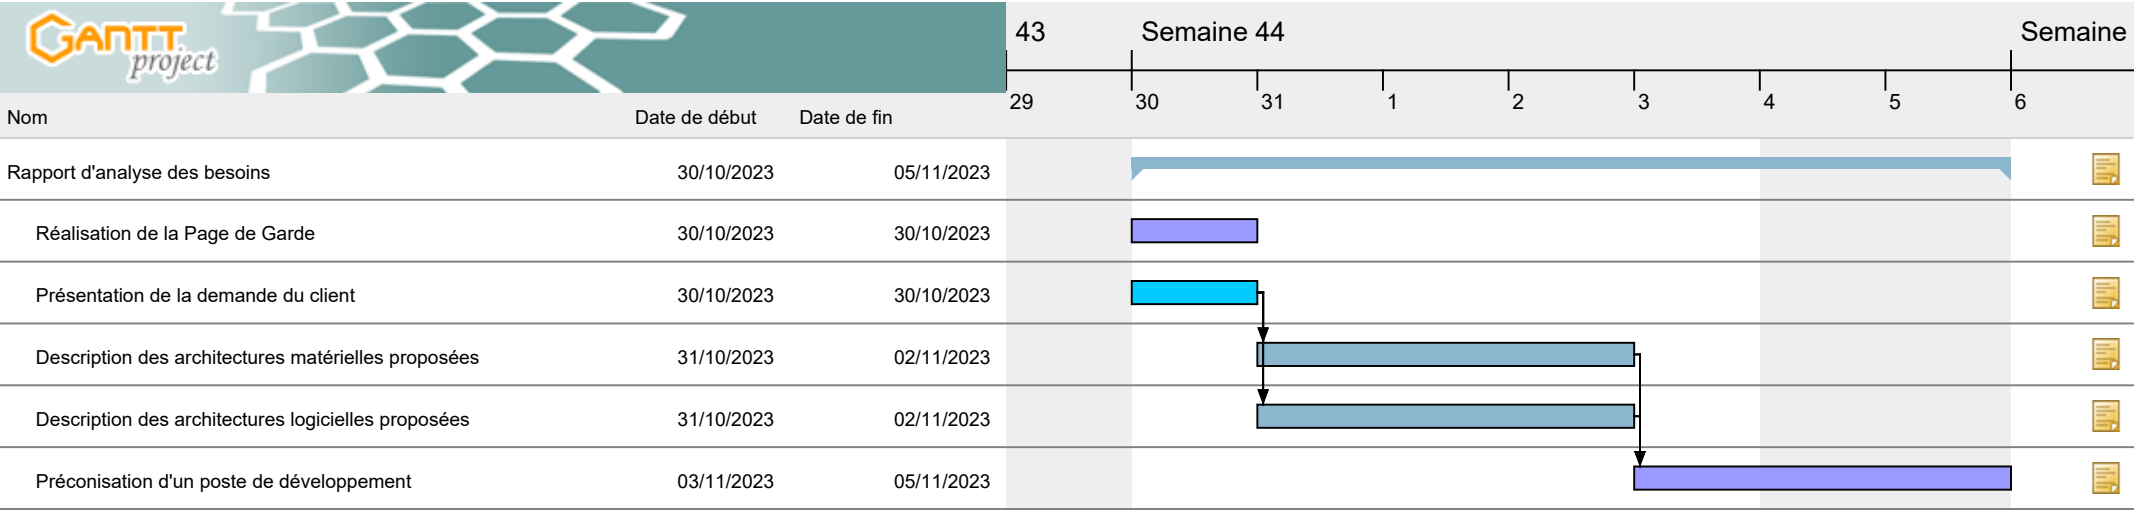 GANTT
project
43 Semaine 44 Semaine
29 30 31 1 2 3 4 5 6
Nom Date de début Date de fin
Rapport d'analyse des besoins 30/10/2023 05/11/2023
Réalisation de la Page de Garde 30/10/2023 30/10/2023
Présentation de la demande du client 30/10/2023 30/10/2023
Description des architectures matérielles proposées 31/10/2023 02/11/2023
Description des architectures logicielles proposées 31/10/2023 02/11/2023
Préconisation d'un poste de développement 03/11/2023 05/11/2023